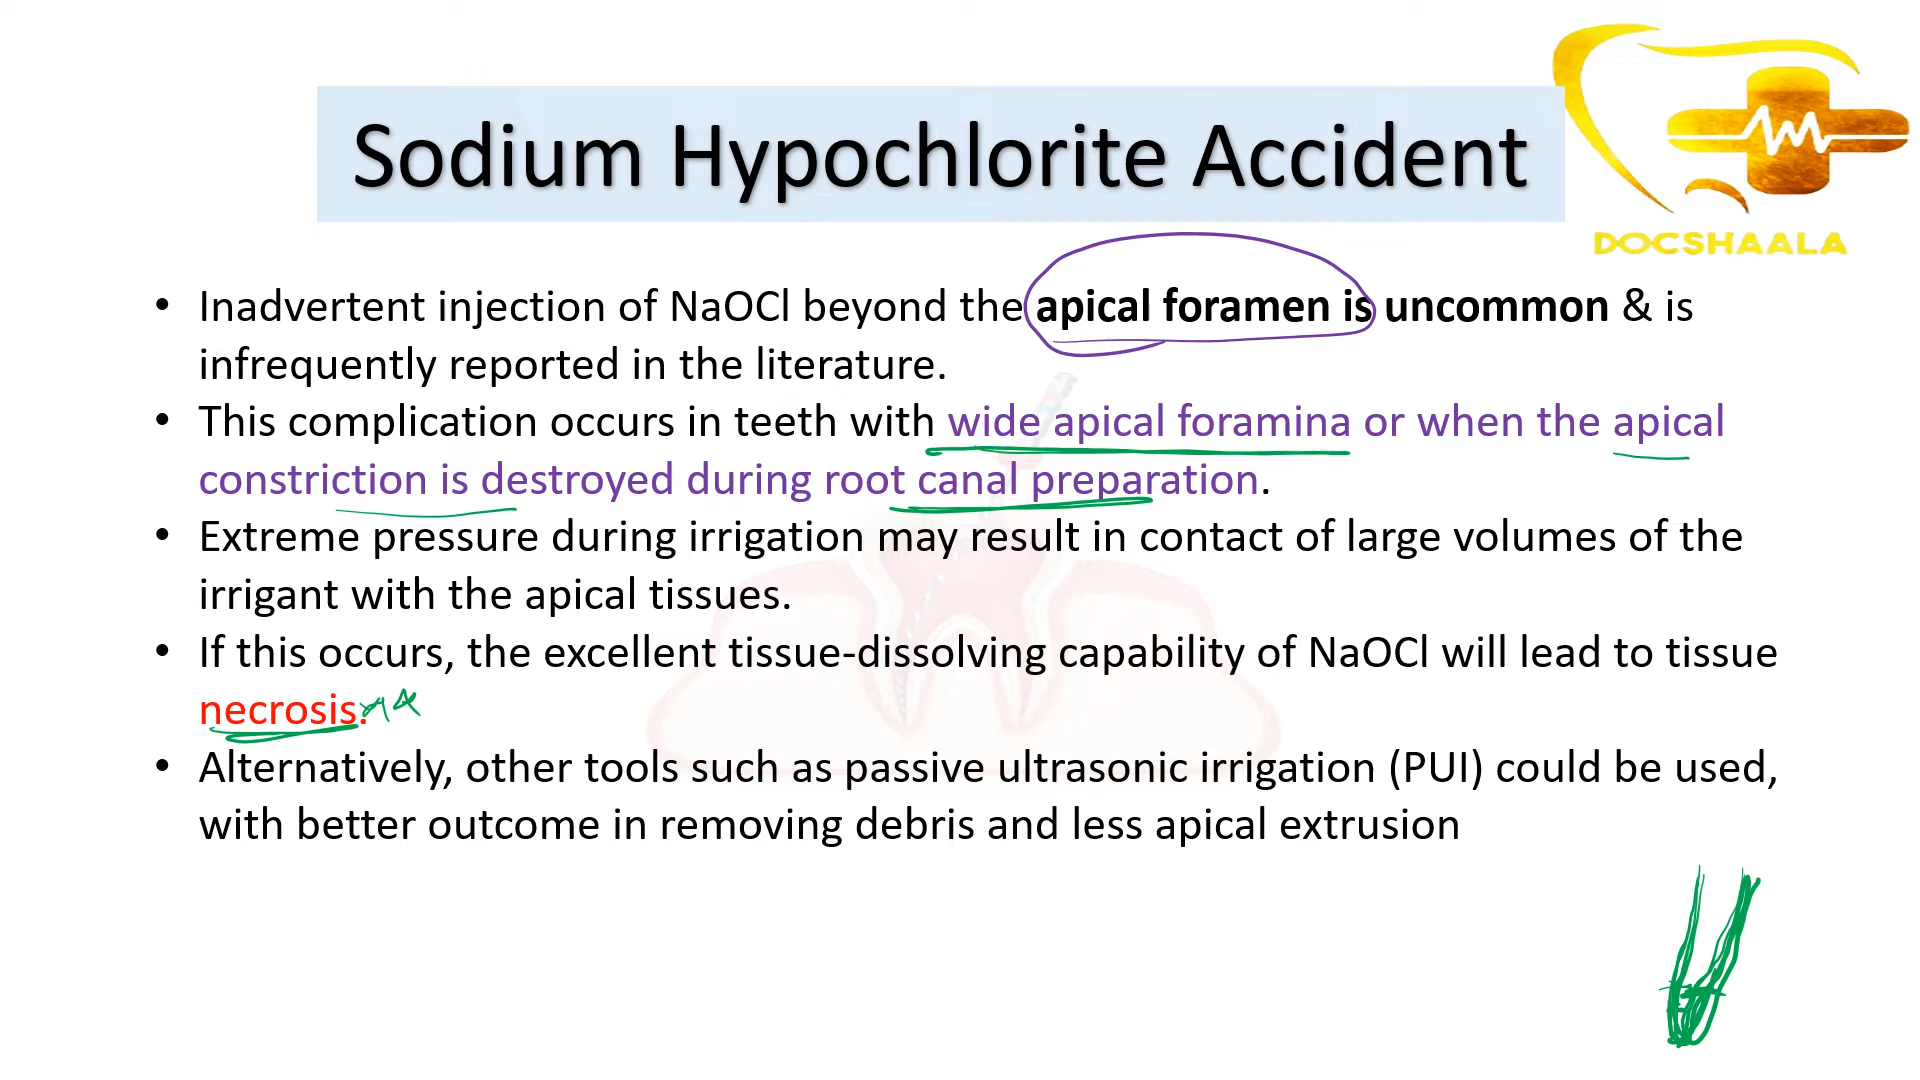 Sodium Hypochlorite Accident
DOCSHAALA
• Inadvertent injection of NaOCl beyond the apical foramen is uncommon & is
infrequently reported in the literature.
• This complication occurs in teeth with wide apical foramina or when the apical
constriction is destroyed during root canal preparation.
• Extreme pressure during irrigation may result in contact of large volumes of the
irrigant with the apical tissues.
• If this occurs, the excellent tissue-dissolving capability of NaOCl will lead to tissue
necrosis.
• Alternatively, other tools such as passive ultrasonic irrigation (PUI) could be used,
with better outcome in removing debris and less apical extrusion